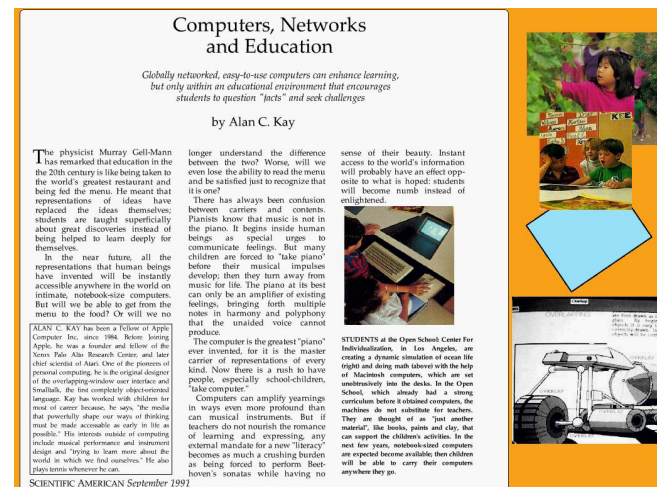 Computers, Networks
and Education
Globally networked, easy-to-use computers can enhance learning,
but only within an educational environment that encourages
students to question "facts" and seek challenges
by Alan C. Kay
The physicist Murray Gell-Mann
has remarked that education in the
the 20th century is like being taken to
the world's greatest restaurant and
being fed the menu. He meant that
representations of ideas have
replaced the ideas themselves;
students are taught superficially
about great discoveries instead of
being helped to learn deeply for
themselves.
In the near future, all the
representations that human beings
have invented will be instantly
accessible anywhere in the world on
intimate, notebook-size computers.
But will we be able to get from the
menu to the food? Or will we no
ALAN C. KAY has been a Fellow of Apple
Computer Inc. since 1984. Before Joining
Apple, he was a founder and fellow of the
Xerox Palo Alto Research Center, and later
chief scientist of Atari. One of the pioneers of
personal computing, he is the original designer
of the overlapping-window user interface and
Smalltalk, the first completely object-oriented
language. Kay has worked with children for
most of career because, he says, "the media
that powerfully shape our ways of thinking
must be made accessable as early in life as
possible." His interests outside of computing
include musical performance and instrument
design and "trying to learn more about the
world in which we find ourselves." He also
plays tennis whenever he can.
SCIENTIFIC AMERICAN September 1991
longer understand the difference
between the two? Worse, will we
even lose the ability to read the menu
and be satisfied just to recognize that
it is one?
There has always been confusion
between carriers and contents.
Pianists know that music is not in
the piano. It begins inside human
beings as special urges to
communicate feelings. But many
children are forced to "take piano"
before their musical impulses
develop; then they turn away from
music for life. The piano at its best
can only be an amplifier of existing
feelings, bringing forth multiple
notes in harmony and polyphony
that the unaided voice cannot
produce.
The computer is the greatest "piano"
ever invented, for it is the master
carrier of representations of every
kind. Now there is a rush to have
people, especially school-children,
"take computer."
Computers can amplify yearnings
in ways even more profound than
can musical instruments. But if
teachers do not nourish the romance
of learning and expressing, any
external mandate for a new "literacy"
becomes as much a crushing burden
as being forced to perform Beet-
hoven's sonatas while having no
sense of their beauty. Instant
access to the world's information
will probably have an effect opp-
osite to what is hoped: students
will become numb instead of
enlightened.
STUDENTS at the Open School: Center For
Individualization, in Los Angeles, are
creating a dynamic simulation of ocean life
(right) and doing math (above) with the help
of Macintosh computers, which are set
unobtrusively into the desks. In the Open
School, which already had a strong
curriculum before it obtained computers, the
machines do not substitute for teachers.
They are thought of as "just another
material", like books, paints and clay, that
can support the children's activities. In the
next few years, notebook-sized computers
are expected become available; then children
will be able to carry their computers
anywhere they go.
OVERLAPPING
OVERLAY